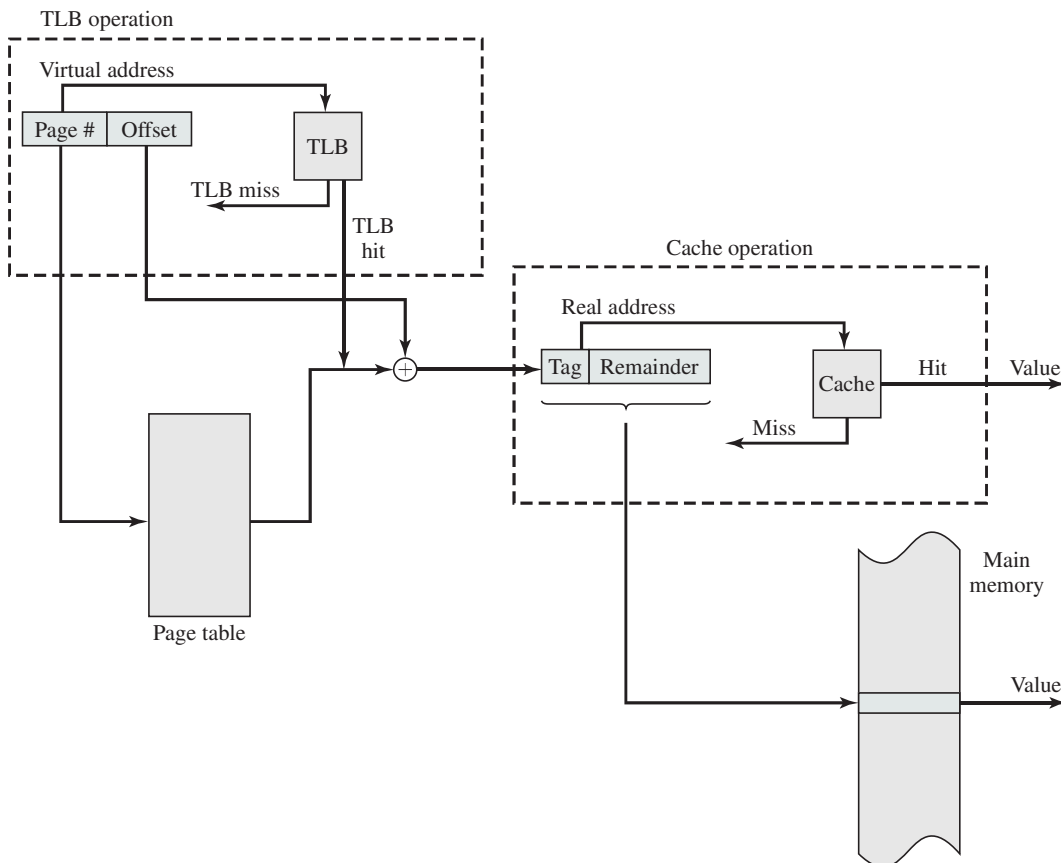 TLB operation
Virtual address
Page #
Offset
TLB
TLB miss
TLB
hit
Cache operation
Real address
Tag
Remainder
Cache
Hit
Value
Miss
Page table
Main
memory
Value